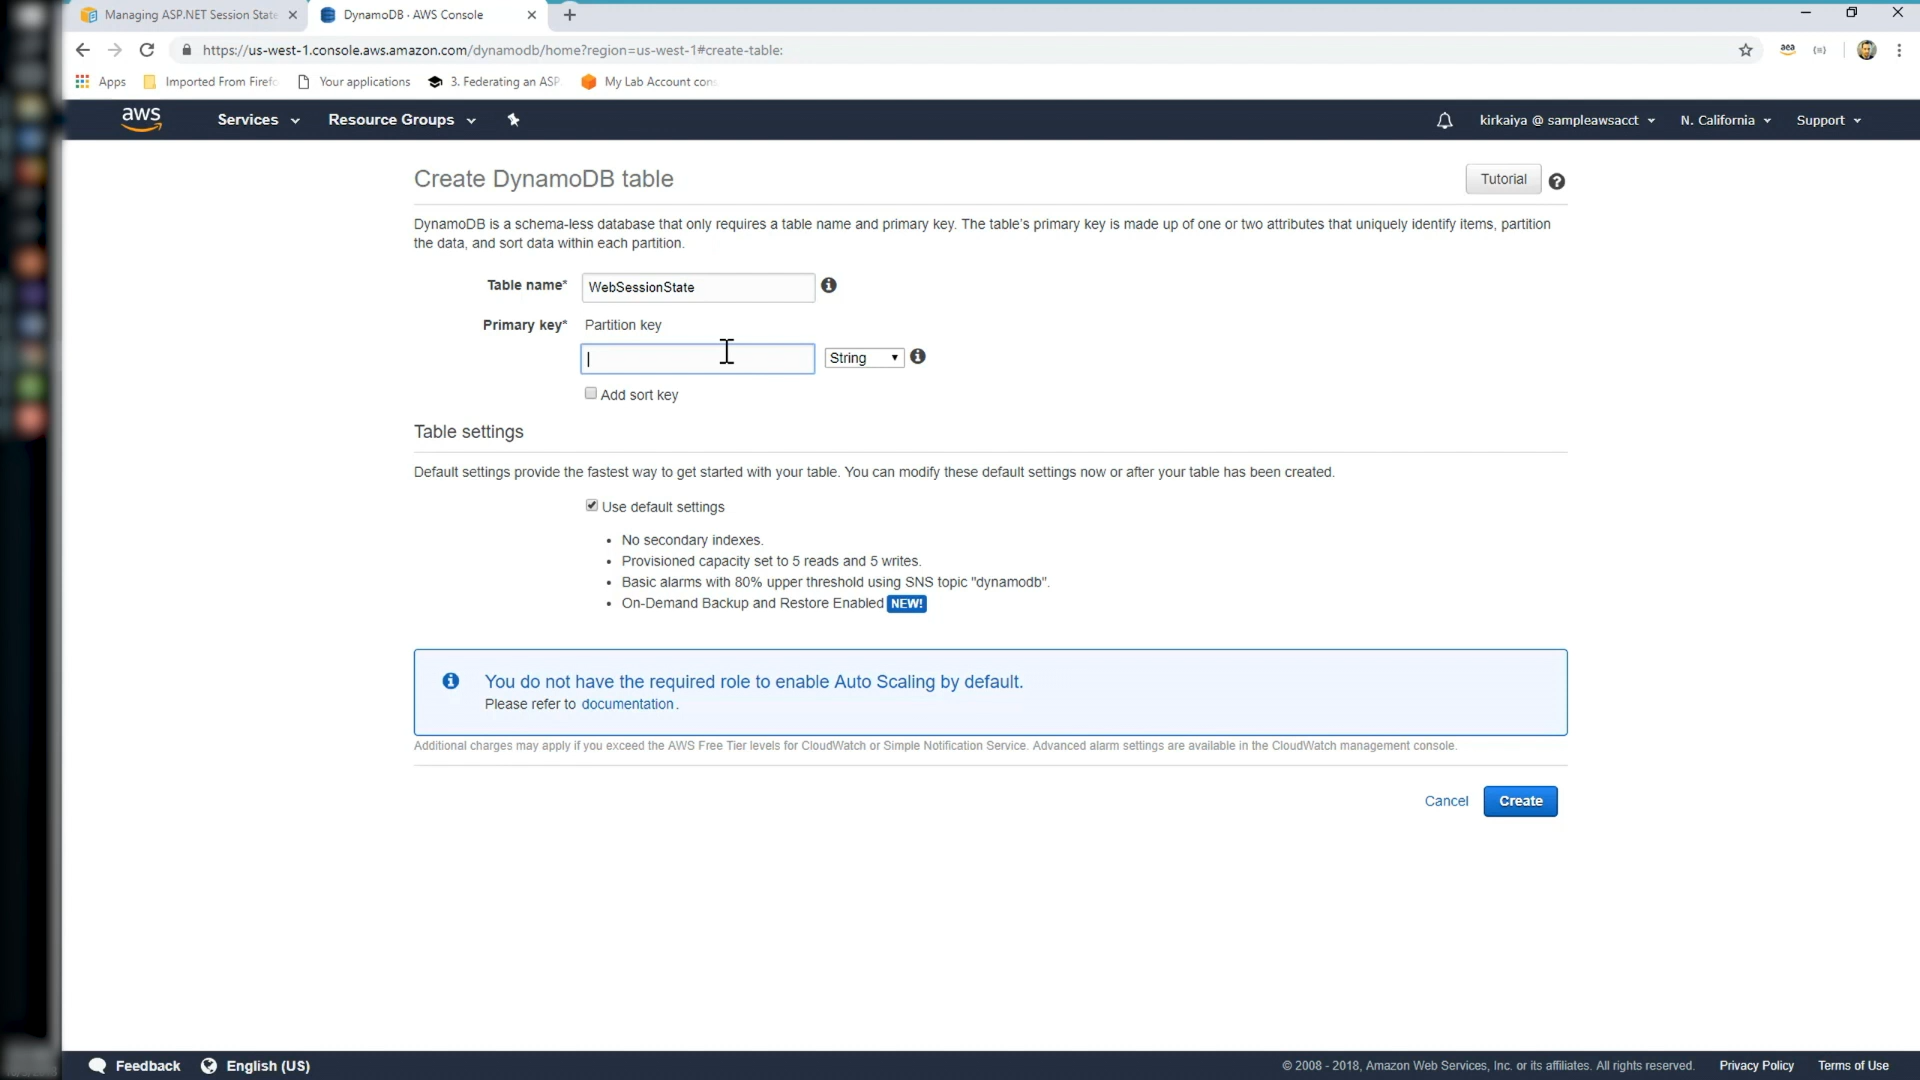 Managing ASP.NET Session State
DynamoDB · AWS Console
https://us-west-1.console.aws.amazon.com/dynamodb/home?region=us-west-1#create-table:
aea
Apps
Imported From Firefo
Your applications
3. Federating an ASP.
My Lab Account cons
aws
Services
Resource Groups
kirkaiya @ sampleawsacct
N. California
Support
Create DynamoDB table
Tutorial
DynamoDB is a schema-less database that only requires a table name and primary key. The table's primary key is made up of one or two attributes that uniquely identify items, partition
the data, and sort data within each partition.
Table name*
WebSessionState
Primary key*
Partition key
String
Add sort key
Table settings
Default settings provide the fastest way to get started with your table. You can modify these default settings now or after your table has been created.
Use default settings
• No secondary indexes.
• Provisioned capacity set to 5 reads and 5 writes.
• Basic alarms with 80% upper threshold using SNS topic "dynamodb".
• On-Demand Backup and Restore Enabled NEW!
You do not have the required role to enable Auto Scaling by default.
Please refer to documentation.
Additional charges may apply if you exceed the AWS Free Tier levels for CloudWatch or Simple Notification Service. Advanced alarm settings are available in the CloudWatch management console.
Cancel
Create
Feedback
English (US)
© 2008 - 2018, Amazon Web Services, Inc. or its affiliates. All rights reserved.
Privacy Policy
Terms of Use